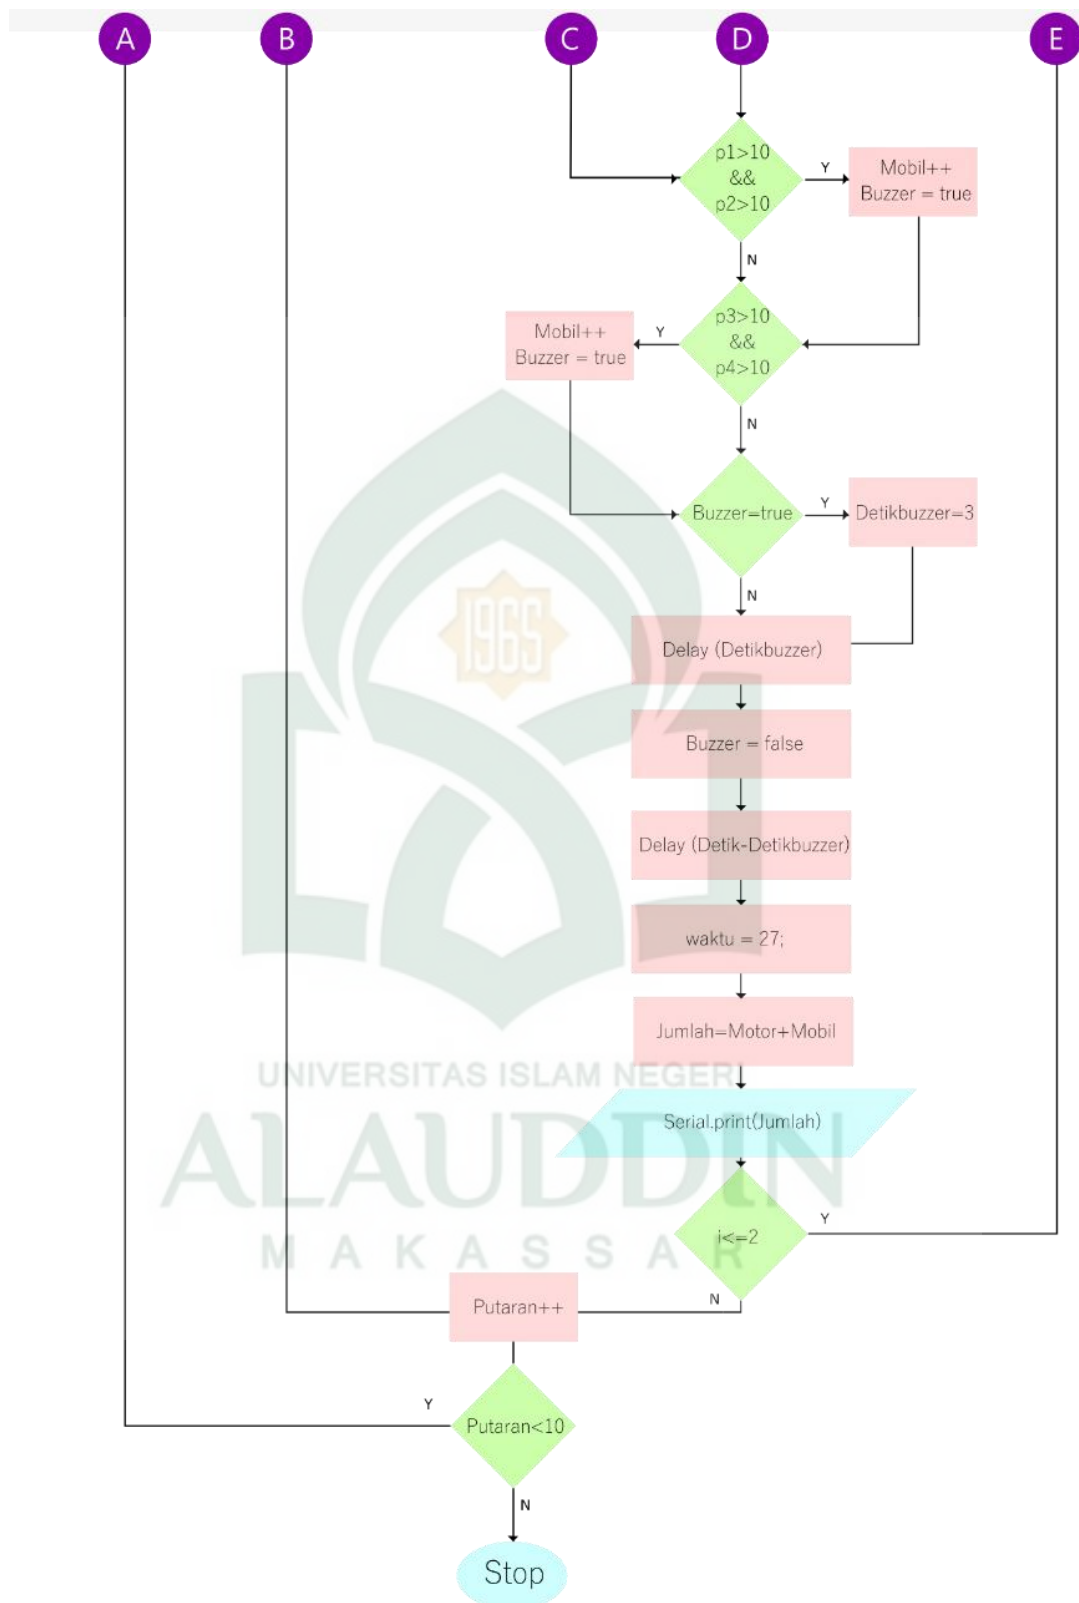 A
B
C
D
E
p1>10
&&
p2>10
Y
Mobil++
Buzzer = true
N
p3>10
&&
p4>10
Y
Mobil++
Buzzer = true
N
Buzzer=true
Y
Detikbuzzer=3
N
1965
Delay (Detikbuzzer)
Buzzer = false
Delay (Detik-Detikbuzzer)
waktu = 27;
Jumlah=Motor+Mobil
UNIVERSITAS ISLAM NEGERI
Serial.print(Jumlah)
ALAUDDIN
i<=2
Y
MAKASSAR
N
Putaran++
Y
Putaran<10
N
Stop